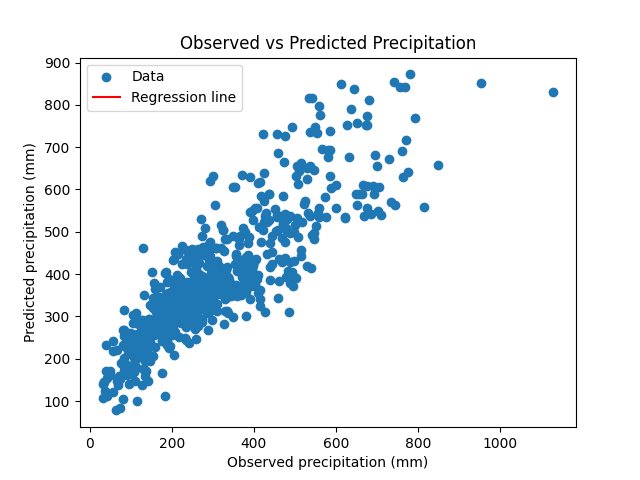 Observed vs Predicted Precipitation
Data
Regression line
Predicted precipitation (mm)
900
800
700
600
500
400
300
200
100
0 200 400 600 800 1000
Observed precipitation (mm)